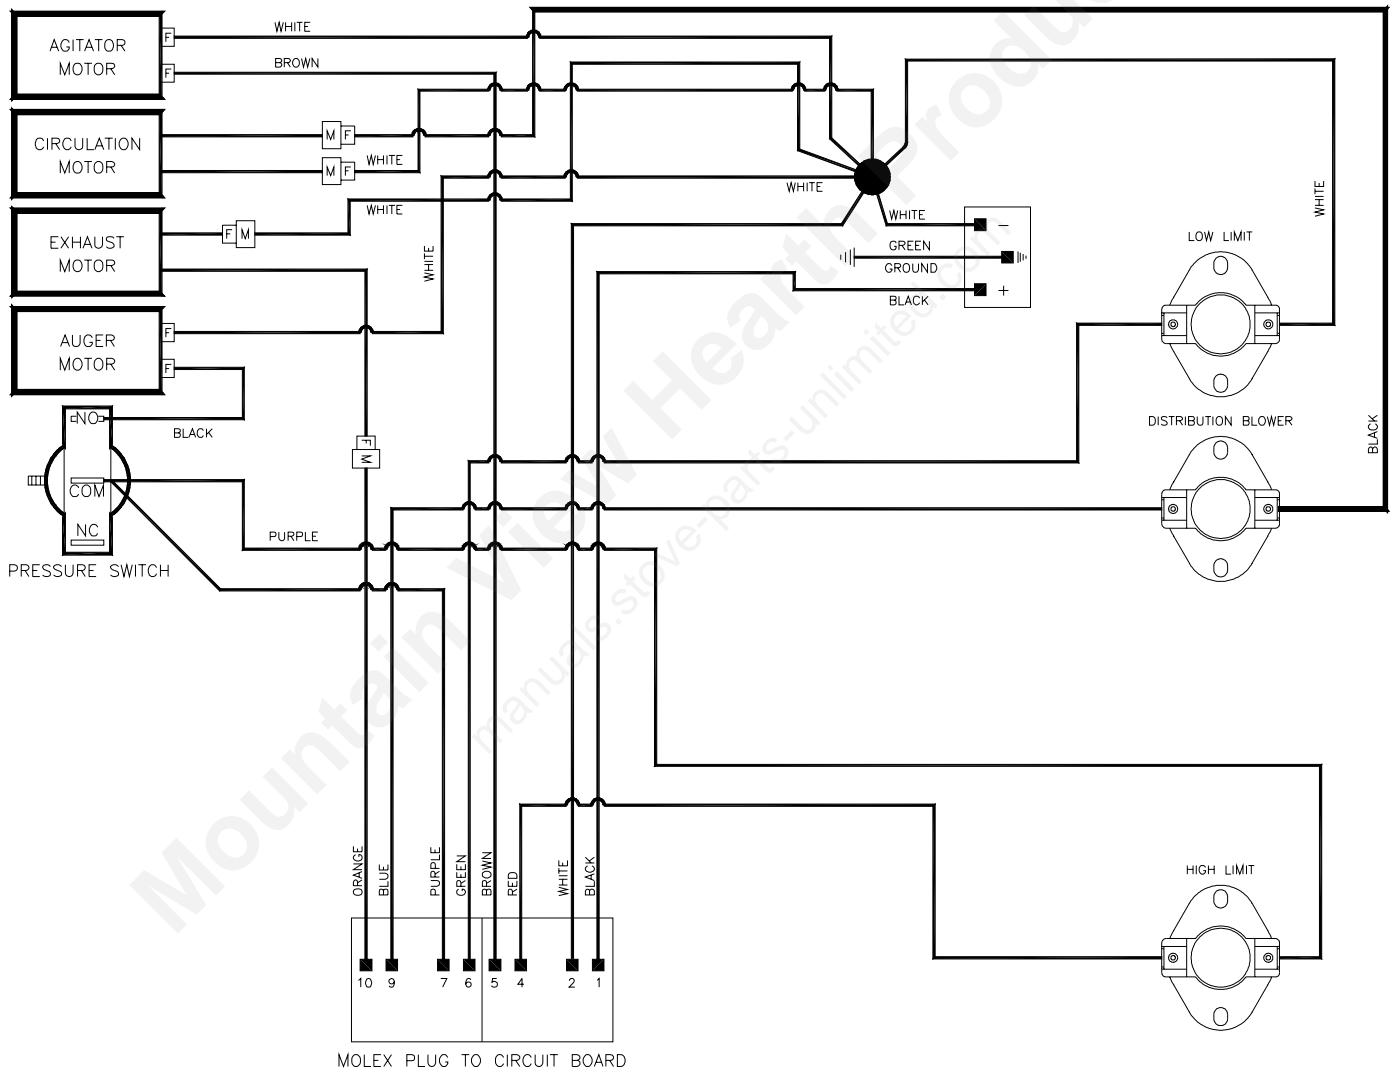 WHITE
F
AGITATOR
MOTOR
BROWN
F
CIRCULATION
MOTOR
M F
WHITE
M F
WHITE
WHITE
WHITE
EXHAUST
MOTOR
F M
WHITE
WHITE
−
GREEN
GROUND
BLACK
+
LOW LIMIT
AUGER
MOTOR
F
F
NO
BLACK
DISTRIBUTION BLOWER
BLACK
F
M
COM
NC
PURPLE
PRESSURE SWITCH
ORANGE
BLUE
PURPLE
GREEN
BROWN
RED
WHITE
BLACK
HIGH LIMIT
10 9 7 6 5 4 2 1
MOLEX PLUG TO CIRCUIT BOARD
Mountain View Hearth Produ
manuals.stove-parts-unlimited.com